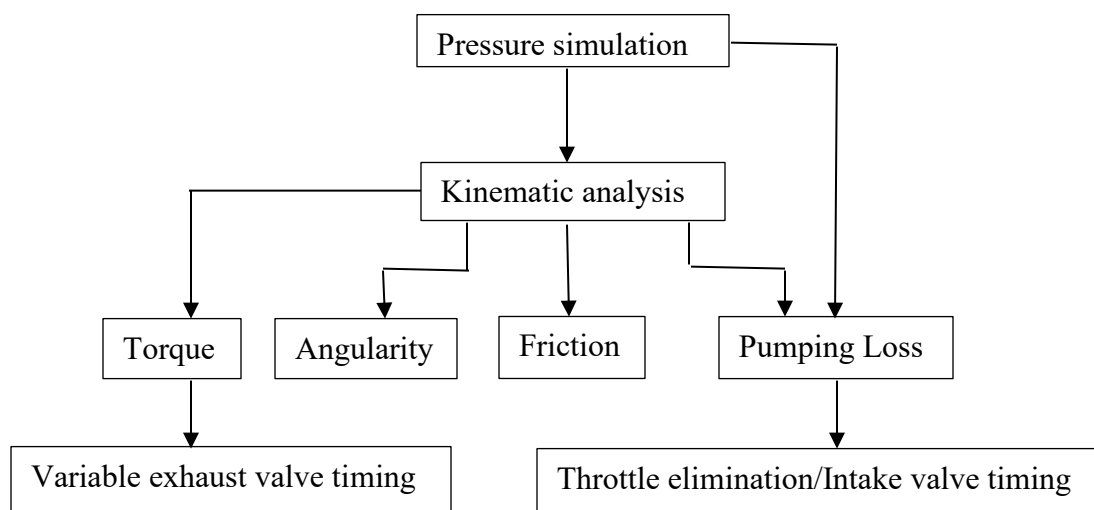 Pressure simulation
Kinematic analysis
Torque
Angularity
Friction
Pumping Loss
Variable exhaust valve timing
Throttle elimination/Intake valve timing